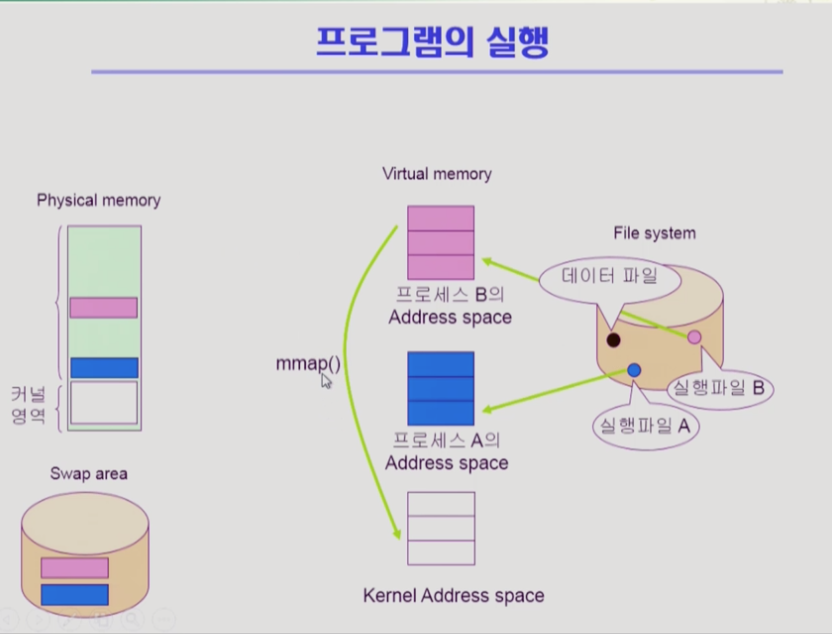 프로그램의 실행
Virtual memory
Physical memory
File system
데이터 파일
프로세스 B의
Address space
mmap()
실행파일 B
커널
영역
실행파일 A
프로세스 A의
Address space
Swap area
Kernel Address space